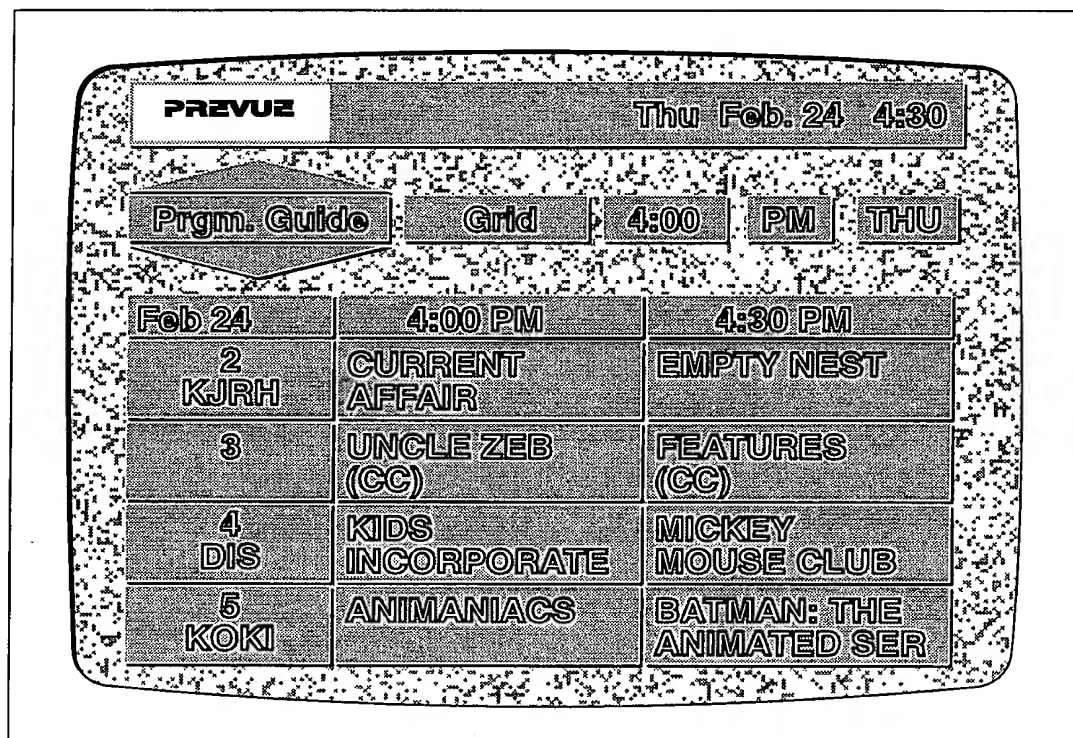 PREVUE Thu Feb. 24 4:30
Prgm. Guide Grid 4:00 PM THU
Feb 24 4:00 PM 4:30 PM
2 KJRH
CURRENT AFFAIR
EMPTY NEST
3
UNCLE ZEB (CC)
FEATURES (CC)
4 DIS
KIDS INCORPORATE
MICKEY MOUSE CLUB
5 KOKI
ANIMANIACS
BATMAN: THE ANIMATED SER